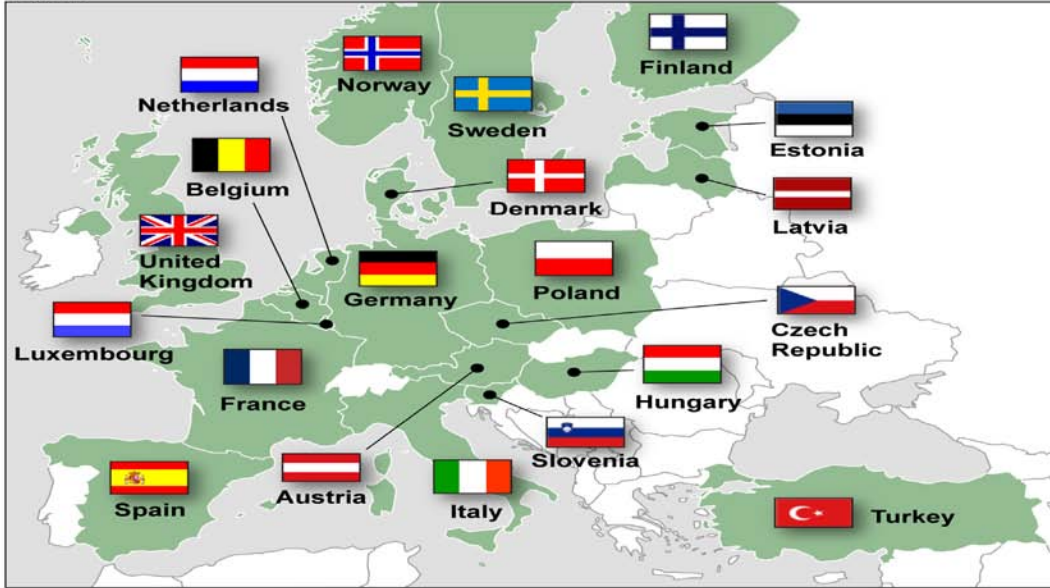 Finland
Norway
Netherlands
Sweden
Estonia
Belgium
Denmark
Latvia
United
Kingdom
Germany
Poland
Czech
Republic
Luxembourg
France
Hungary
Slovenia
Austria
Italy
Spain
Turkey